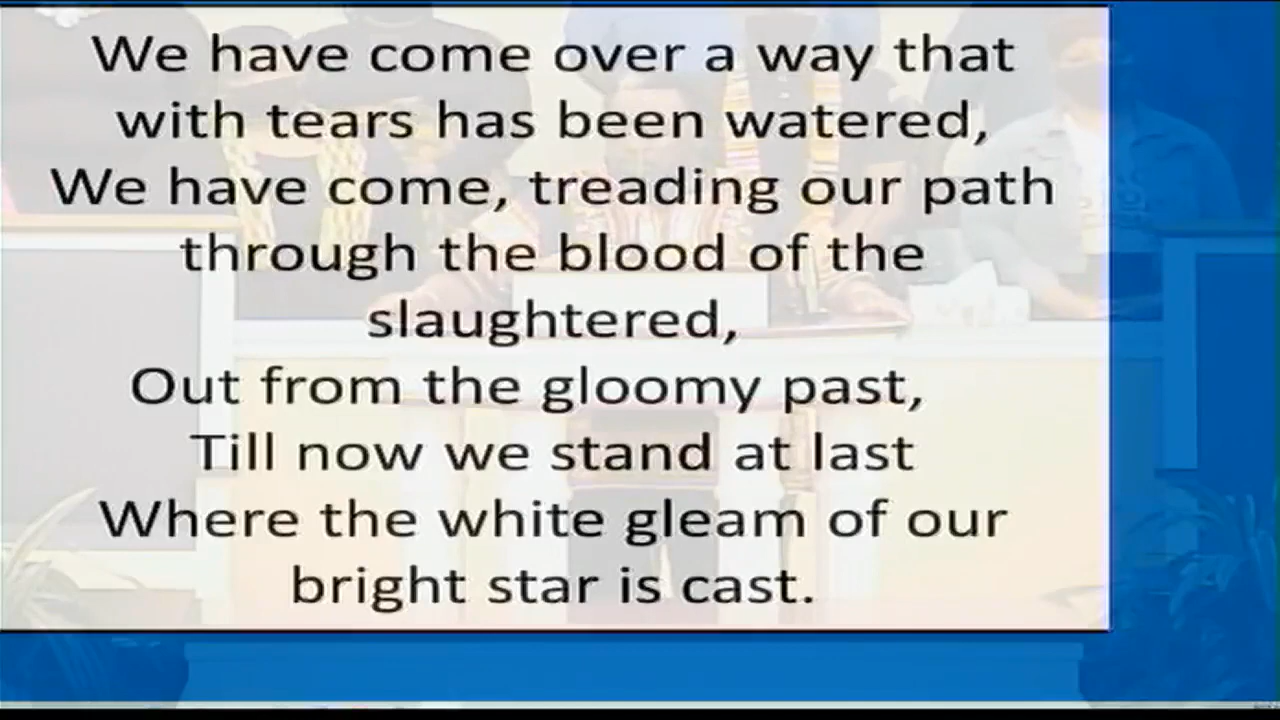 We have come over a way that
with tears has been watered,
We have come, treading our path
through the blood of the
slaughtered,
Out from the gloomy past,
Till now we stand at last
Where the white gleam of our
bright star is cast.